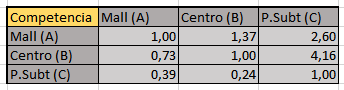 Competencia Mall (A) Centro (B) P.Subt (C)
Mall (A) 1,00 1,37 2,60
Centro (B) 0,73 1,00 4,16
P.Subt (C) 0,39 0,24 1,00